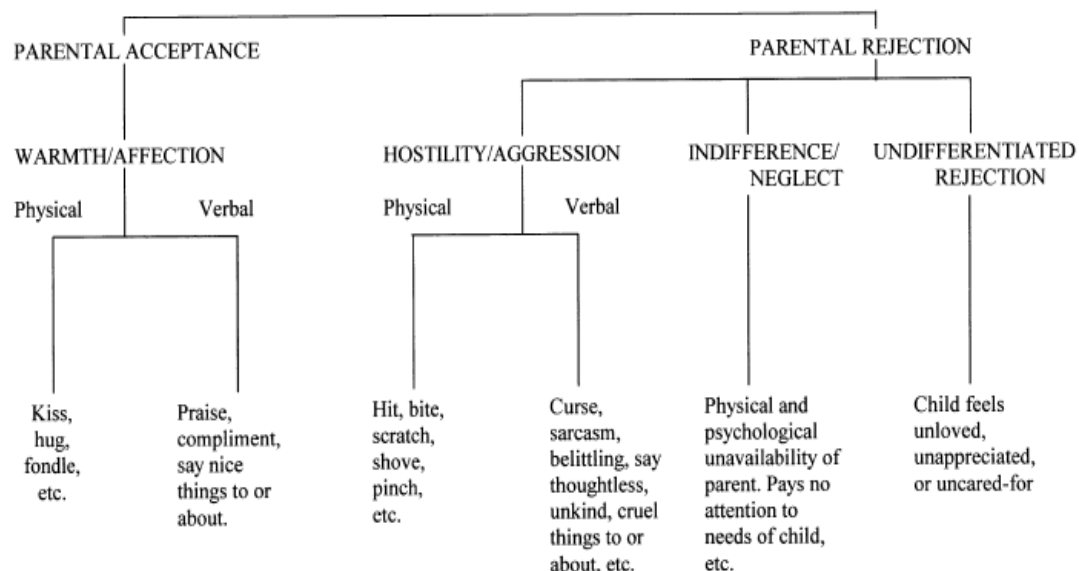 PARENTAL ACCEPTANCE
PARENTAL REJECTION
WARMTH/AFFECTION
HOSTILITY/AGGRESSION
INDIFFERENCE/
NEGLECT
UNDIFFERENTIATED
REJECTION
Physical
Verbal
Physical
Verbal
Kiss,
hug,
fondle,
etc.
Praise,
compliment,
say nice
things to or
about.
Hit, bite,
scratch,
shove,
pinch,
etc.
Curse,
sarcasm,
belittling, say
thoughtless,
unkind, cruel
things to or
about, etc.
Physical and
psychological
unavailability of
parent. Pays no
attention to
needs of child,
etc.
Child feels
unloved,
unappreciated,
or uncared-for